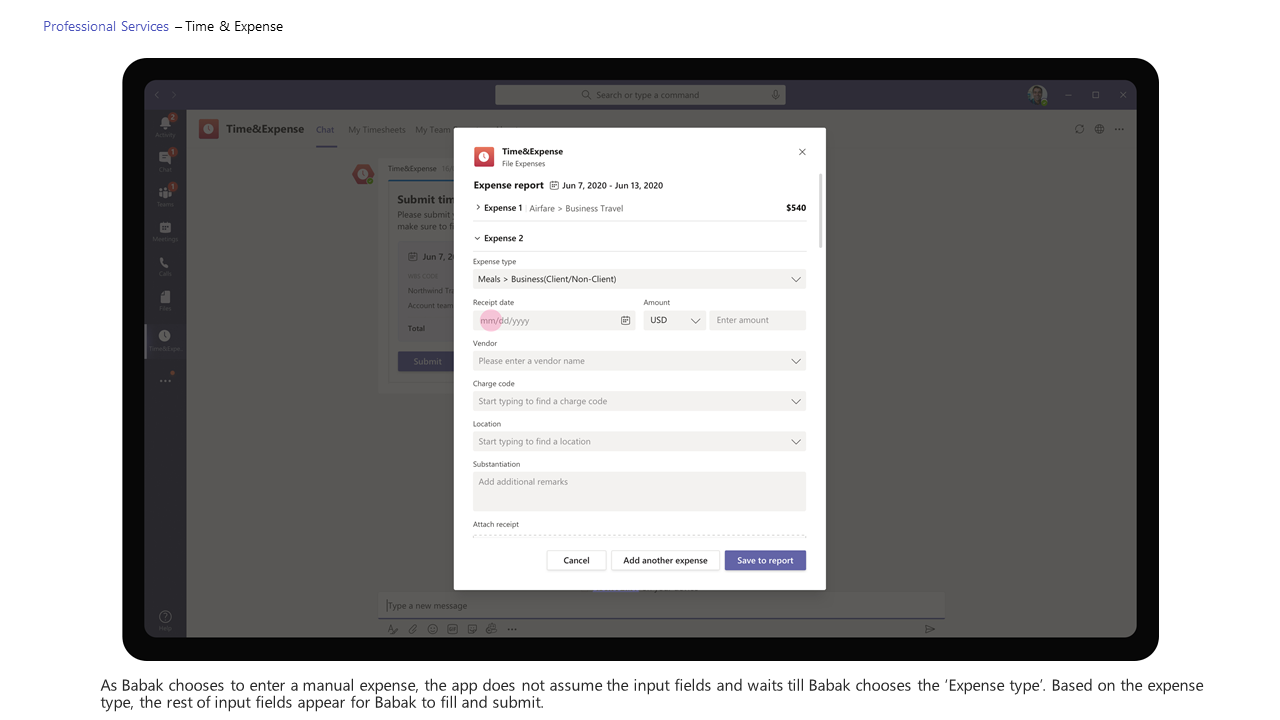 Professional Services – Time & Expense
Search or type a command
Activity
2
Chat
1
Teams
1
Meetings
Calls
Files
Help
Time&Expense
Chat
My Timesheets
My Team
Time&Expense
Submit tim
Please submit
make sure to f
Jun 7, 2
Northwind Tr
Account team
Total
Submit
Time&Expense
File Expenses
Expense report Jun 7, 2020 - Jun 13, 2020
Expense 1 | Airfare > Business Travel $540
Expense 2
Expense type
Meals > Business(Client/Non-Client)
Receipt date Amount
mm/dd/yyyy USD Enter amount
Vendor
Please enter a vendor name
Charge code
Start typing to find a charge code
Location
Start typing to find a location
Substantiation
Add additional remarks
Attach receipt
Cancel Add another expense Save to report
Type a new message
As Babak chooses to enter a manual expense, the app does not assume the input fields and waits till Babak chooses the ‘Expense type’. Based on the expense
type, the rest of input fields appear for Babak to fill and submit.